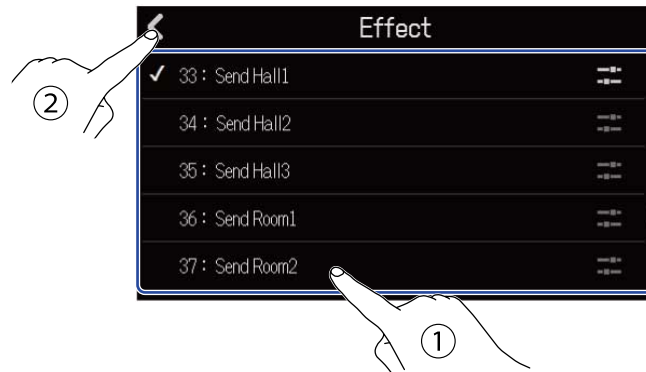 Effect
33 : Send Hall1
34 : Send Hall2
35 : Send Hall3
36 : Send Room1
37 : Send Room2
②
①